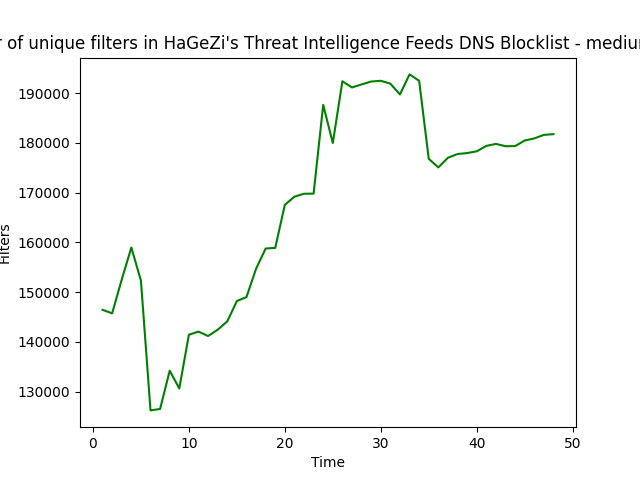 r of unique filters in HaGeZi's Threat Intelligence Feeds DNS Blocklist - mediu
190000
180000
170000
160000
150000
140000
130000
Filters
0 10 20 30 40 50
Time